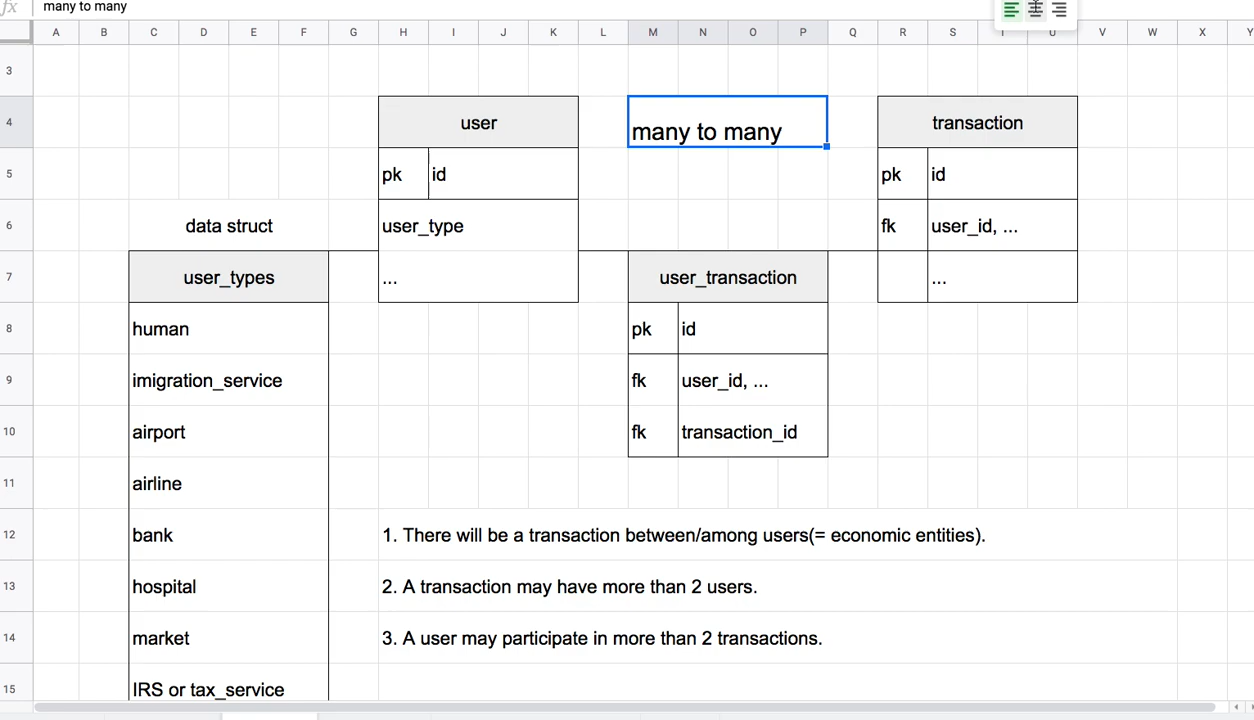 fx many to many
A B C D E F G H I J K L M N O P Q R S T U V W X Y
3
4 user many to many transaction
5 pk id pk id
6 data struct user_type fk user_id, ...
7 user_types ... user_transaction ...
8 human pk id
9 imigration_service fk user_id, ...
10 airport fk transaction_id
11 airline
12 bank 1. There will be a transaction between/among users(= economic entities).
13 hospital 2. A transaction may have more than 2 users.
14 market 3. A user may participate in more than 2 transactions.
15 IRS or tax_service